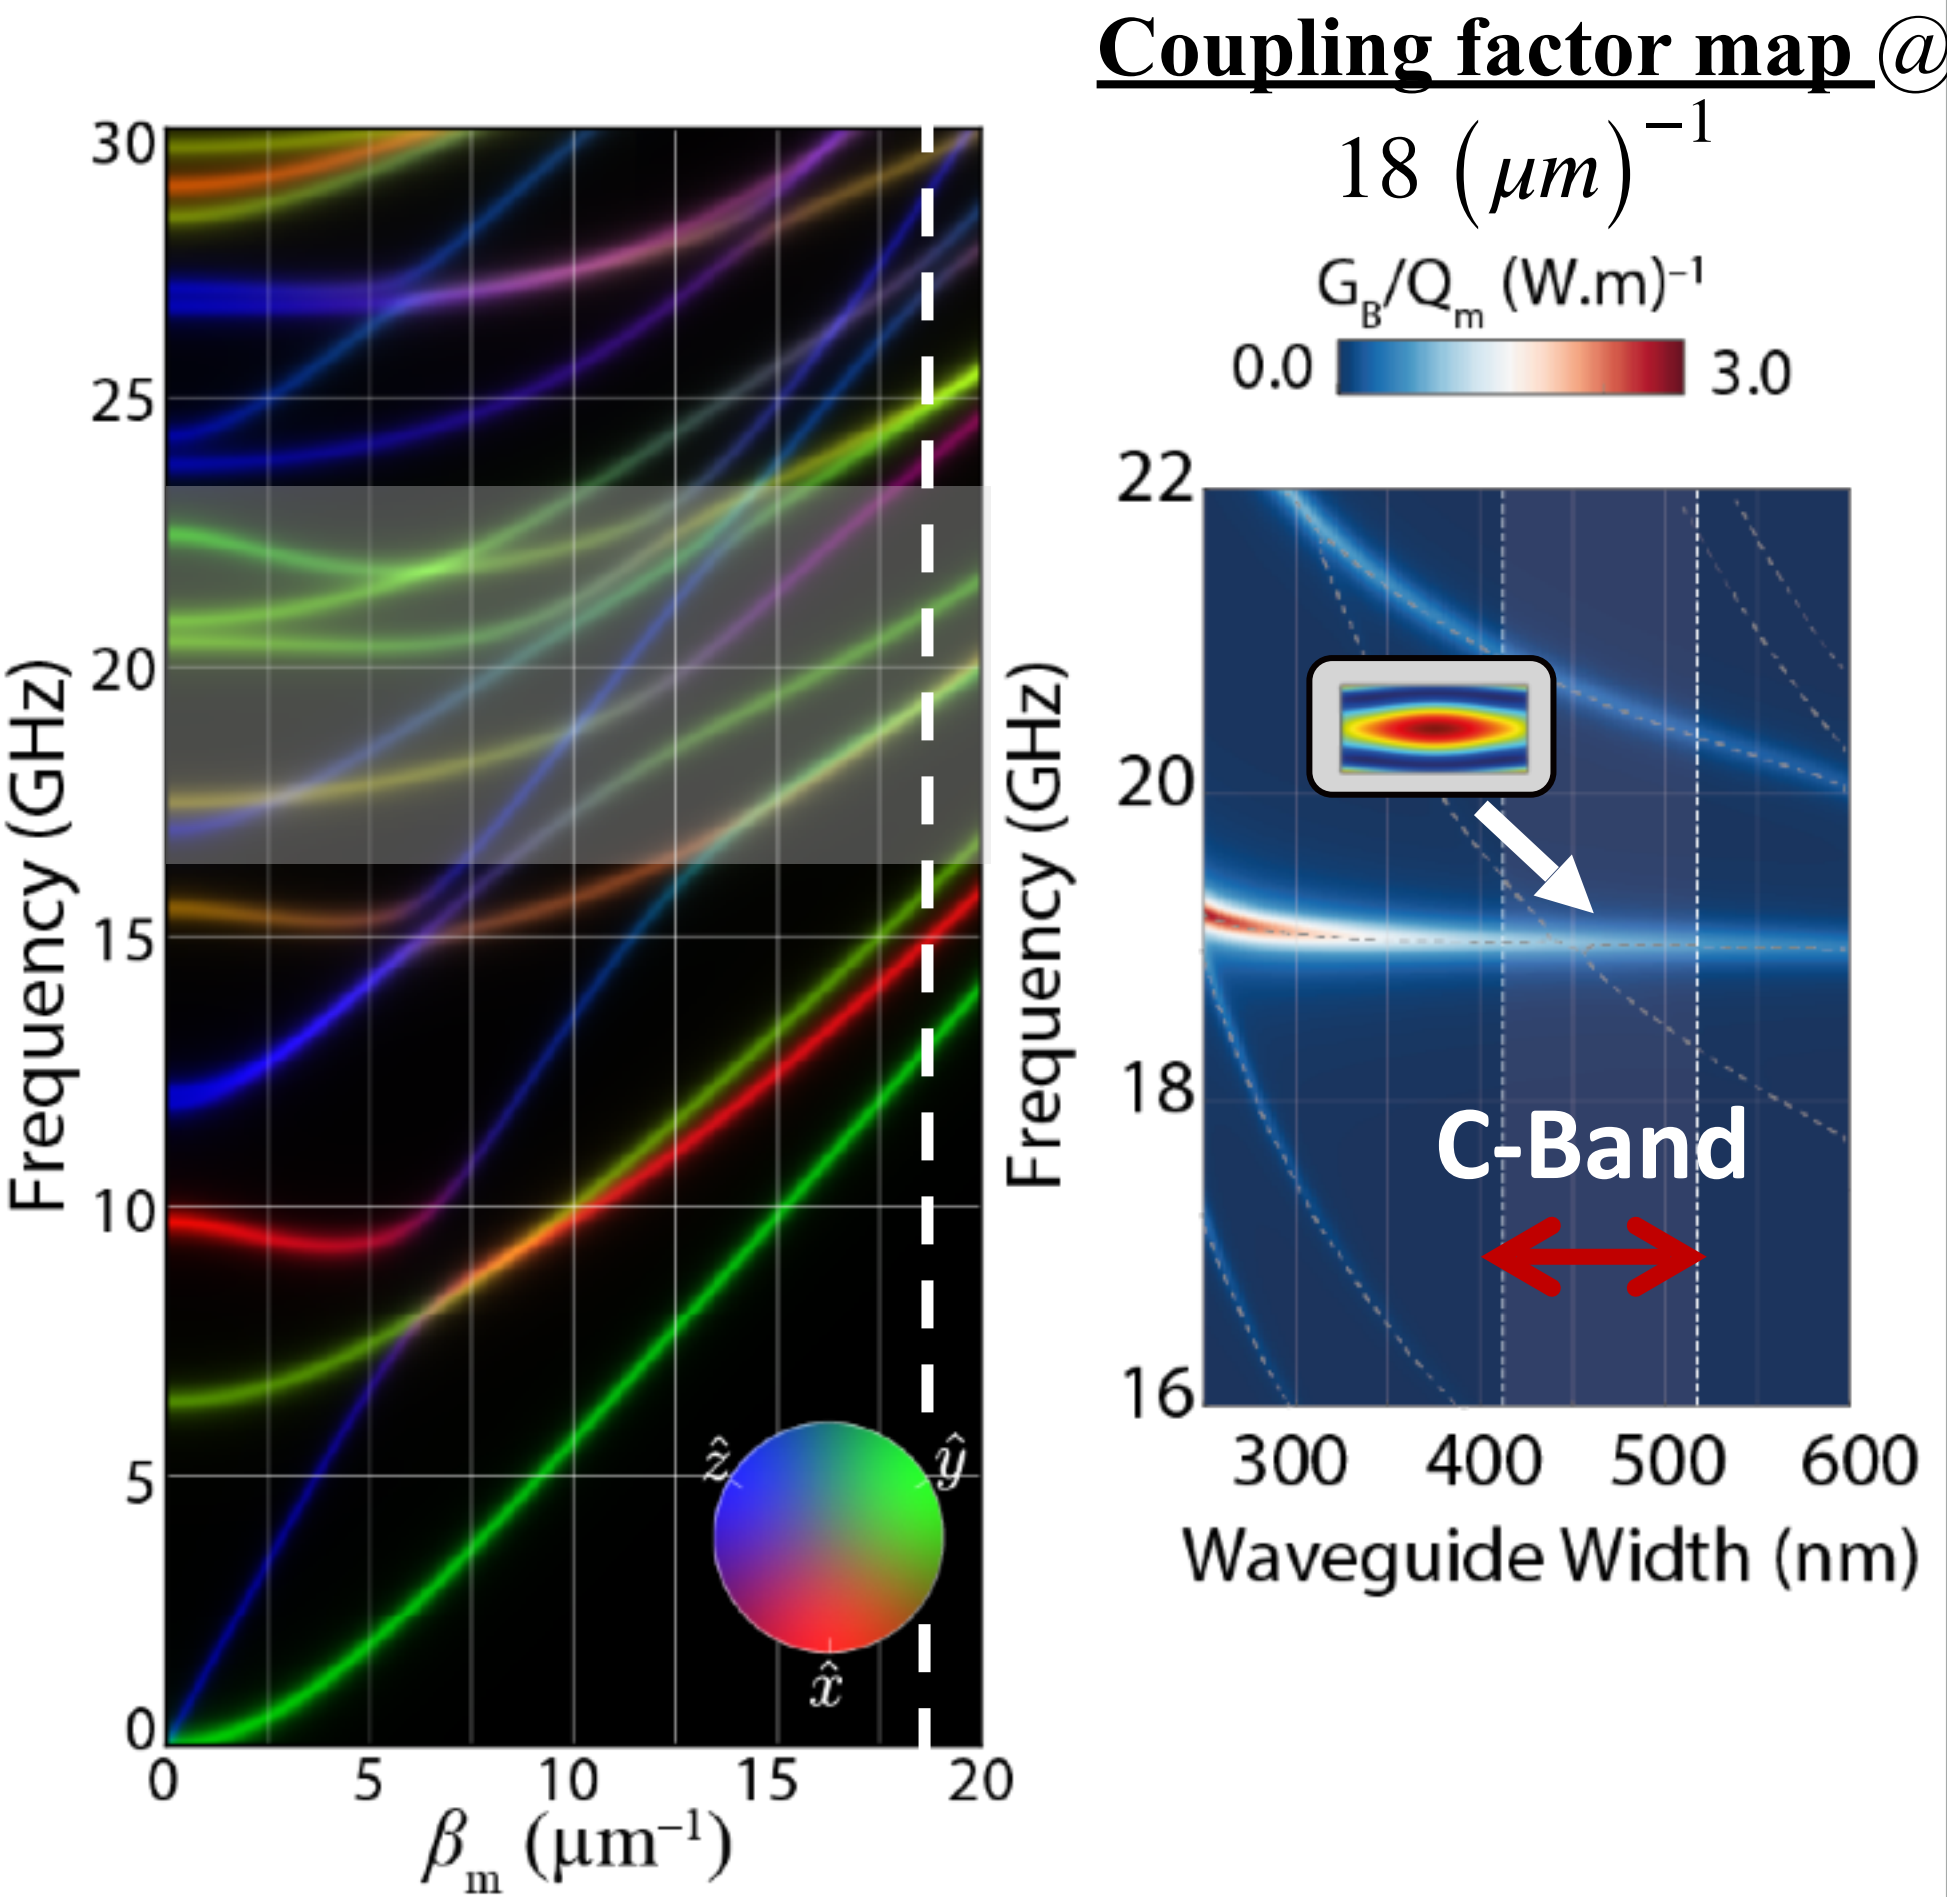 Coupling factor map @
18 (μm)⁻¹
G_B/Q_m (W.m)⁻¹
0.0
3.0
Frequency (GHz)
30
25
20
15
10
5
0
0
5
10
15
20
β_m (μm⁻¹)
ẑ
ŷ
x̂
Frequency (GHz)
22
20
18
16
C-Band
300
400
500
600
Waveguide Width (nm)